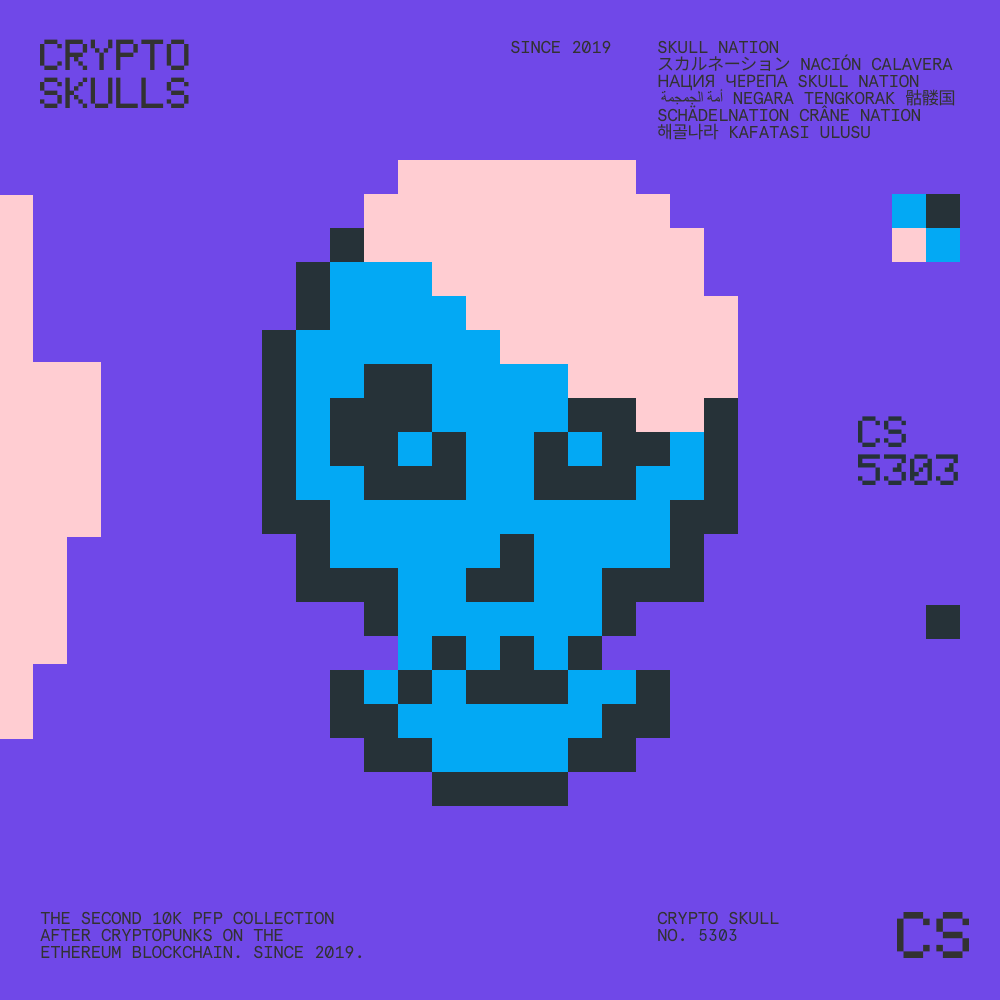 CRYPTO
SKULLS
SINCE 2019
SKULL NATION
スカルネーション NACIÓN CALAVERA
НАЦИЯ ЧЕРЕПА SKULL NATION
أمة الجمجمة NEGARA TENGKORAK 骷髅国
SCHÄDELNATION CRÂNE NATION
해골나라 KAFATASI ULUSU
CS
5303
THE SECOND 10K PFP COLLECTION
AFTER CRYPTOPUNKS ON THE
ETHEREUM BLOCKCHAIN. SINCE 2019.
CRYPTO SKULL
NO. 5303
CS